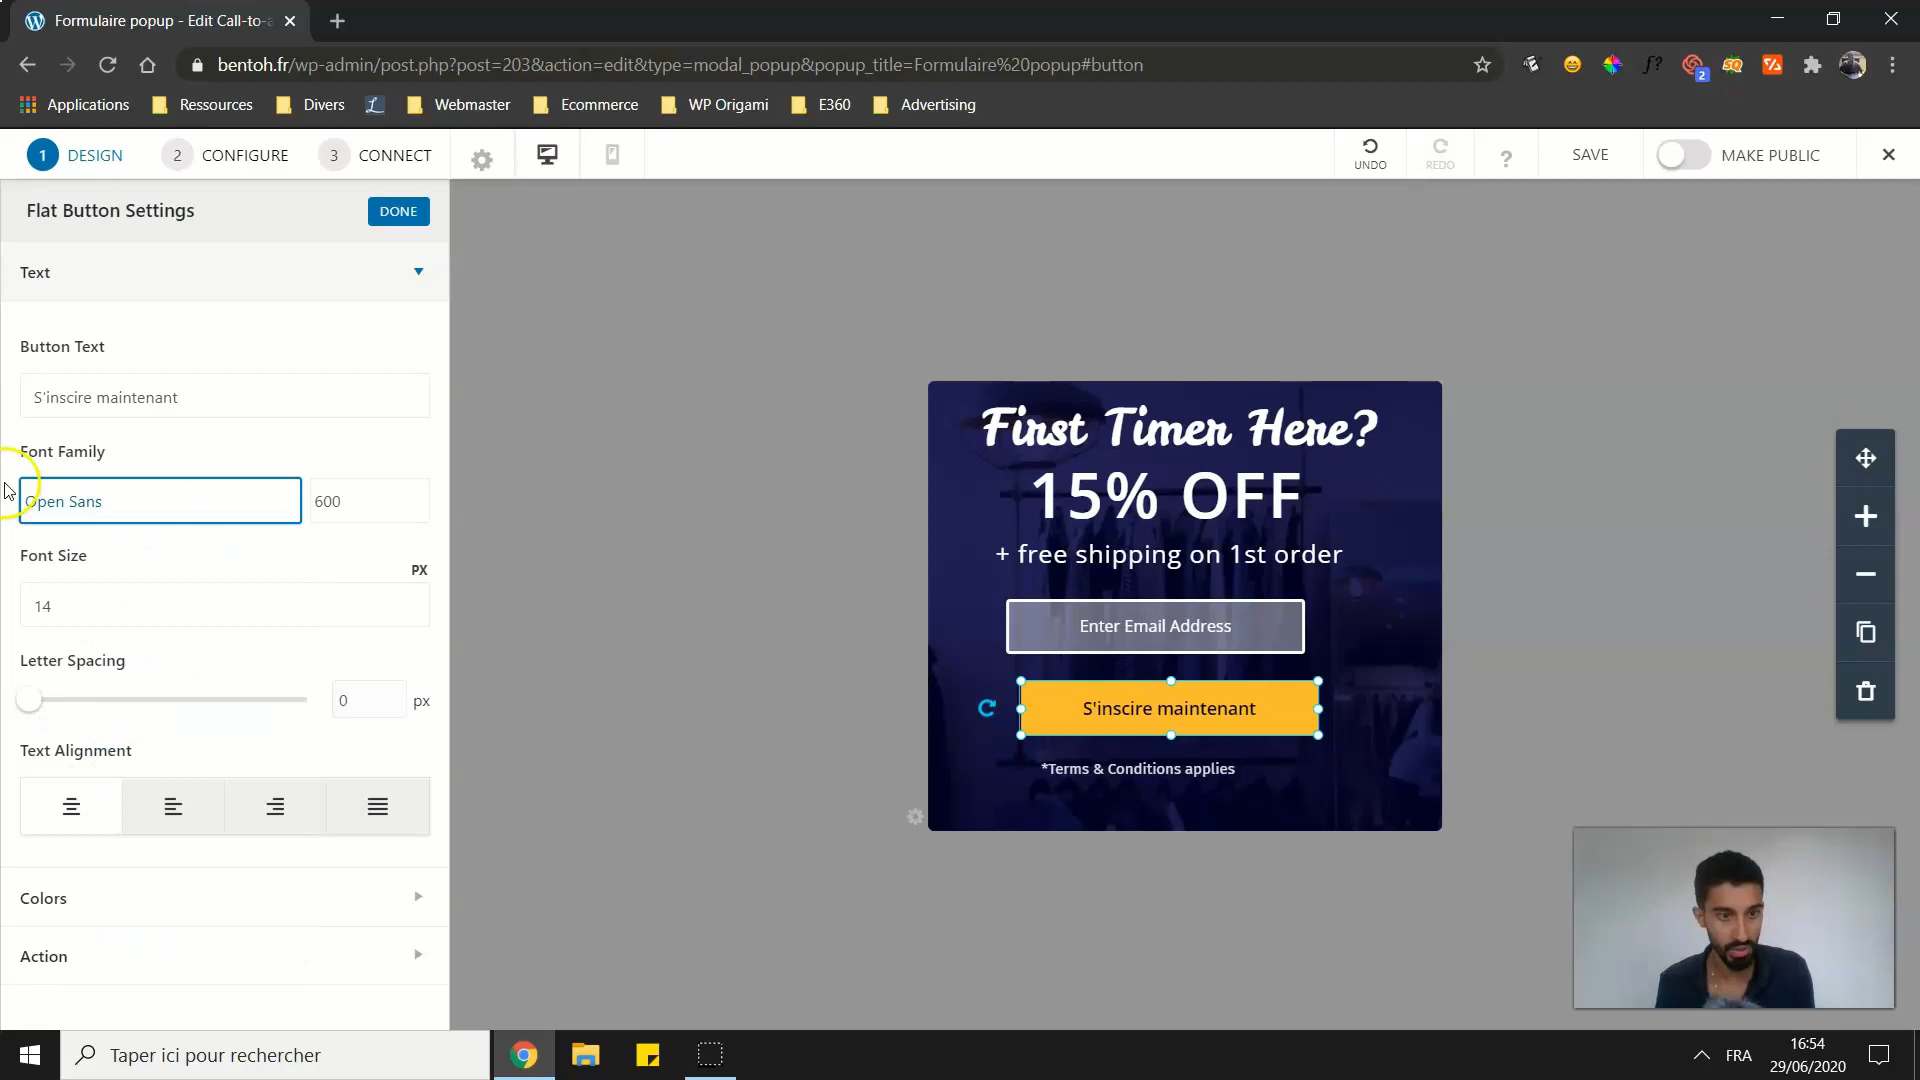 Formulaire popup - Edit Call-to-a
bentoh.fr/wp-admin/post.php?post=203&action=edit&type=modal_popup&popup_title=Formulaire%20popup#button
f?
2
SQ
Applications
Ressources
Divers
L
Webmaster
Ecommerce
WP Origami
E360
Advertising
1 DESIGN
2 CONFIGURE
3 CONNECT
UNDO
REDO
?
SAVE
MAKE PUBLIC
Flat Button Settings
DONE
Text
Button Text
S'inscire maintenant
Font Family
Open Sans
600
Font Size
PX
14
Letter Spacing
0
px
Text Alignment
Colors
Action
First Timer Here?
15% OFF
+ free shipping on 1st order
Enter Email Address
S'inscire maintenant
*Terms & Conditions applies
Taper ici pour rechercher
FRA
16:54
29/06/2020